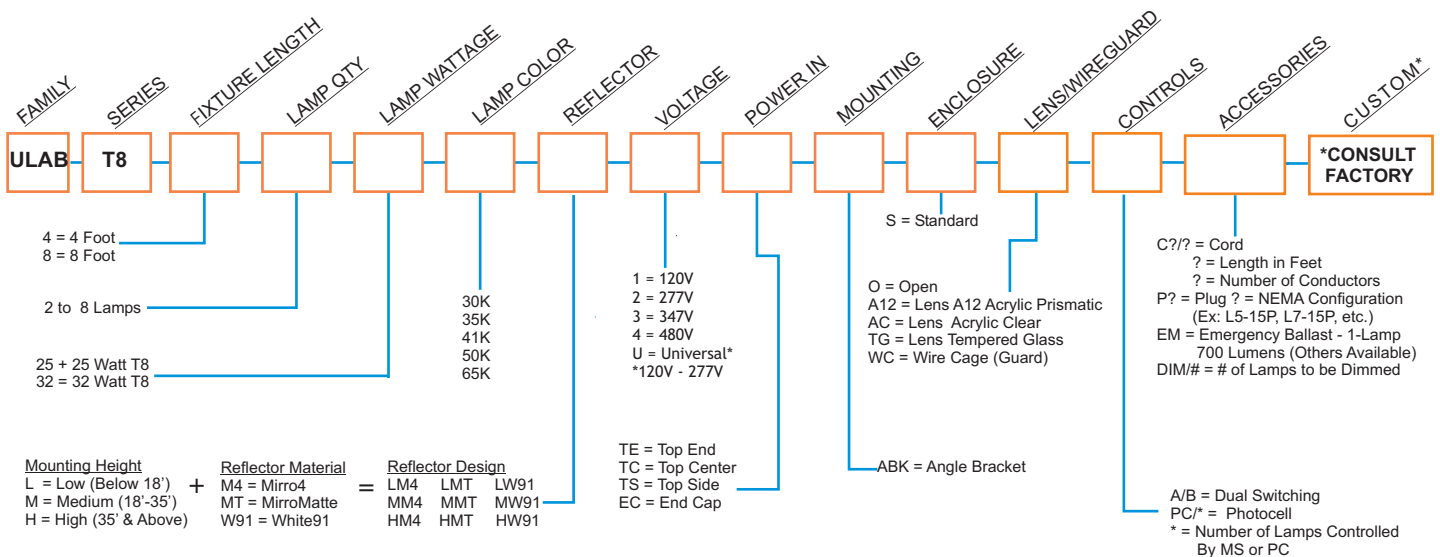 FAMILY
SERIES
FIXTURE LENGTH
LAMP QTY
LAMP WATTAGE
LAMP COLOR
REFLECTOR
VOLTAGE
POWER IN
MOUNTING
ENCLOSURE
LENS/WIREGUARD
CONTROLS
ACCESSORIES
CUSTOM*
ULAB
T8
*CONSULT
FACTORY
4 = 4 Foot
8 = 8 Foot
2 to 8 Lamps
25 + 25 Watt T8
32 = 32 Watt T8
30K
35K
41K
50K
65K
1 = 120V
2 = 277V
3 = 347V
4 = 480V
U = Universal*
*120V - 277V
S = Standard
O = Open
A12 = Lens A12 Acrylic Prismatic
AC = Lens Acrylic Clear
TG = Lens Tempered Glass
WC = Wire Cage (Guard)
C?/? = Cord
? = Length in Feet
? = Number of Conductors
P? = Plug ? = NEMA Configuration
(Ex: L5-15P, L7-15P, etc.)
EM = Emergency Ballast - 1-Lamp
700 Lumens (Others Available)
DIM/# = # of Lamps to be Dimmed
Mounting Height
L = Low (Below 18')
M = Medium (18'-35')
H = High (35' & Above)
+
Reflector Material
M4 = Mirro4
MT = MirroMatte
W91 = White91
=
Reflector Design
LM4 LMT LW91
MM4 MMT MW91
HM4 HMT HW91
TE = Top End
TC = Top Center
TS = Top Side
EC = End Cap
ABK = Angle Bracket
A/B = Dual Switching
PC/* = Photocell
* = Number of Lamps Controlled
By MS or PC